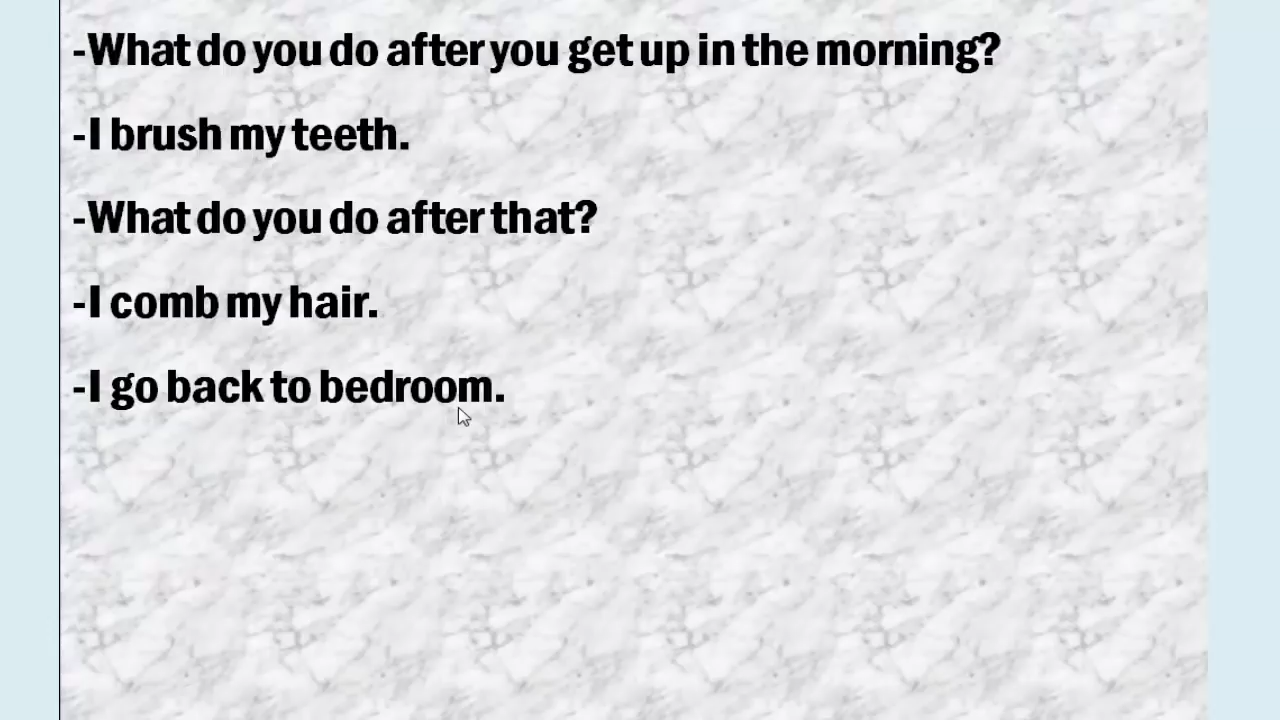 -What do you do after you get up in the morning?
-I brush my teeth.
-What do you do after that?
-I comb my hair.
-I go back to bedroom.